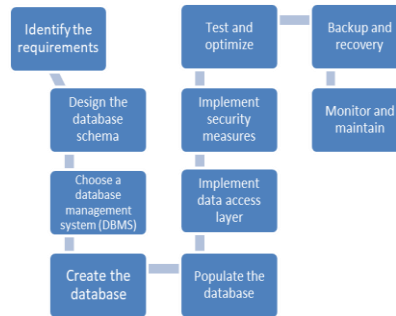 Identify the
requirements
Design the
database
schema
Choose a
database
management
system (DBMS)
Create the
database
Populate the
database
Implement
data access
layer
Implement
security
measures
Test and
optimize
Backup and
recovery
Monitor and
maintain